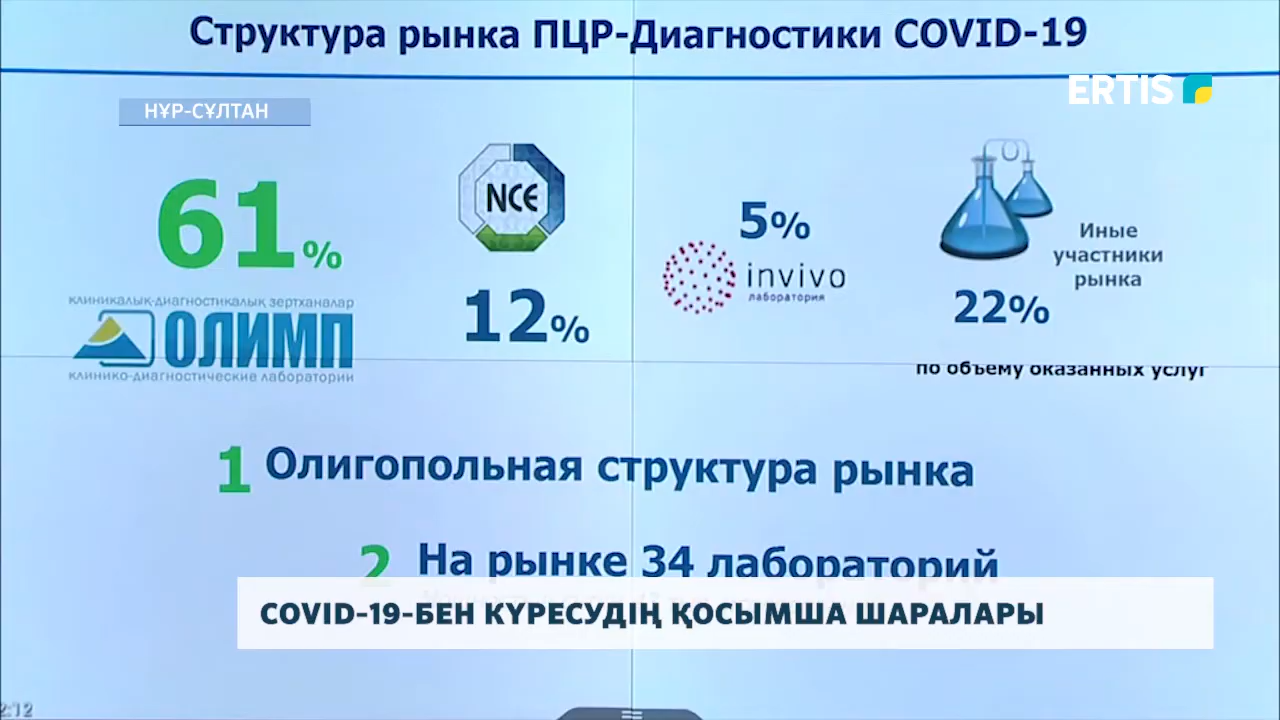 Структура рынка ПЦР-Диагностики COVID-19
ERTIS
НҰР-СҰЛТАН
61%
клиникалық-диагностикалық зертханалар
ОЛИМП
клинико-диагностические лаборатории
NCE
12%
5%
invivo
лаборатория
Иные
участники
рынка
22%
по объему оказанных услуг
1 Олигопольная структура рынка
2 На рынке 34 лабораторий
COVID-19-БЕН КҮРЕСУДІҢ ҚОСЫМША ШАРАЛАРЫ
2:12